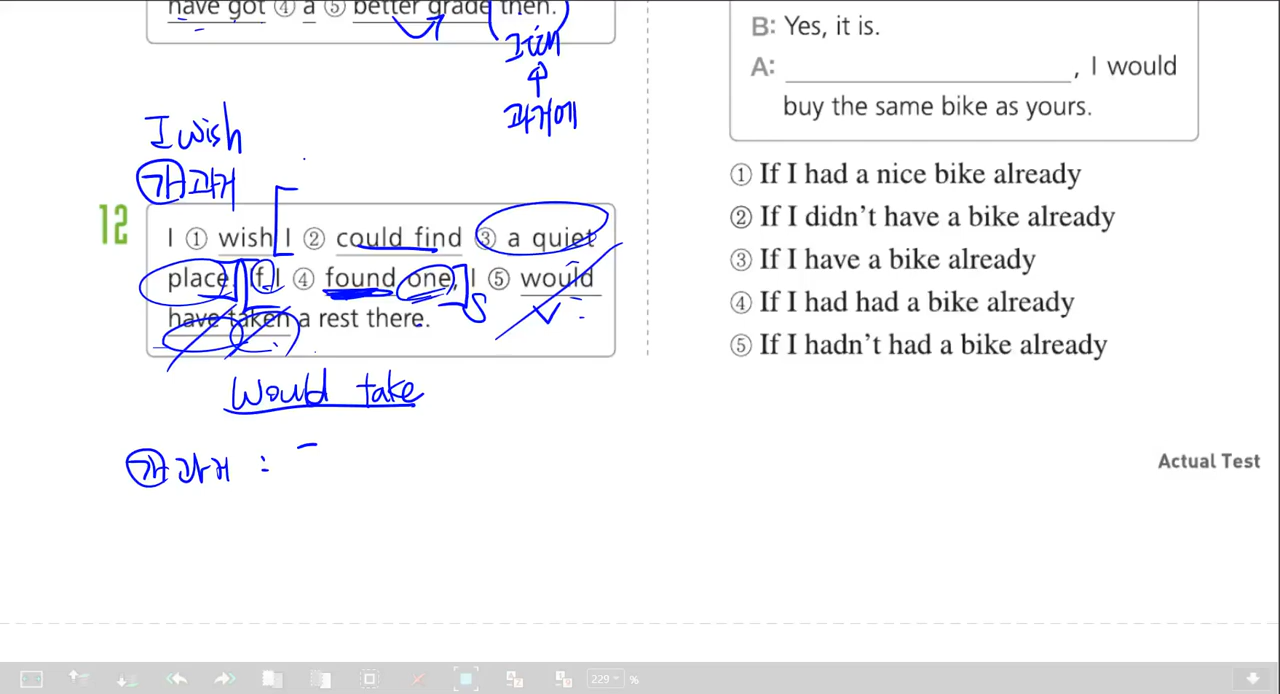 have got ④ a ⑤ better grade then.
과거에
I wish
가 과거
12
I ① wish I ② could find ③ a quiet
place. If I ④ found one, I ⑤ would
have taken a rest there.
S
V
would take
가 과거 :
B: Yes, it is.
A: ____________________, I would
buy the same bike as yours.
① If I had a nice bike already
② If I didn't have a bike already
③ If I have a bike already
④ If I had had a bike already
⑤ If I hadn't had a bike already
Actual Test
229 %